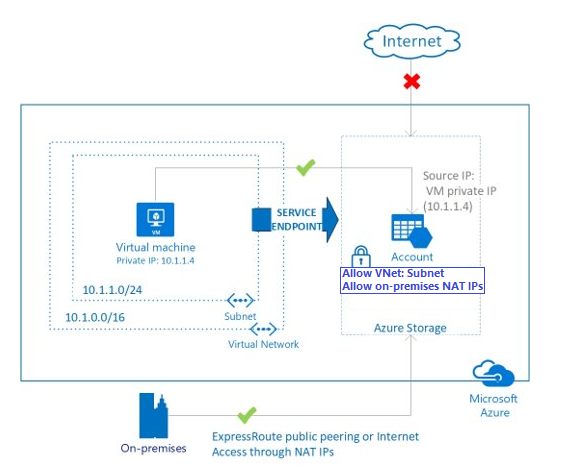 Internet
Source IP:
VM private IP
(10.1.1.4)
SERVICE
ENDPOINT
VM
Virtual machine
Private IP: 10.1.1.4
Account
Allow VNet: Subnet
Allow on-premises NAT IPs
10.1.1.0/24
Subnet
10.1.0.0/16
Virtual Network
Azure Storage
Microsoft
Azure
On-premises
ExpressRoute public peering or Internet
Access through NAT IPs